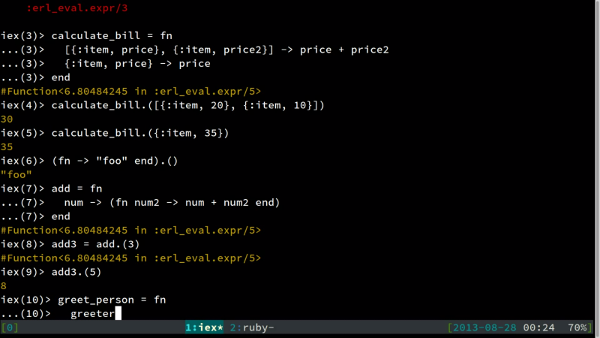 :erl_eval.expr/3
iex(3)> calculate_bill = fn
...(3)>   [{:item, price}, {:item, price2}] -> price + price2
...(3)>   {:item, price} -> price
...(3)> end
#Function<6.80484245 in :erl_eval.expr/5>
iex(4)> calculate_bill.([{:item, 20}, {:item, 10}])
30
iex(5)> calculate_bill.({:item, 35})
35
iex(6)> (fn -> "foo" end).()
"foo"
iex(7)> add = fn
...(7)>   num -> (fn num2 -> num + num2 end)
...(7)> end
#Function<6.80484245 in :erl_eval.expr/5>
iex(8)> add3 = add.(3)
#Function<6.80484245 in :erl_eval.expr/5>
iex(9)> add3.(5)
8
iex(10)> greet_person = fn
...(10)>   greeter
[0] 1:iex* 2:ruby- [2013-08-28 00:24 70%]